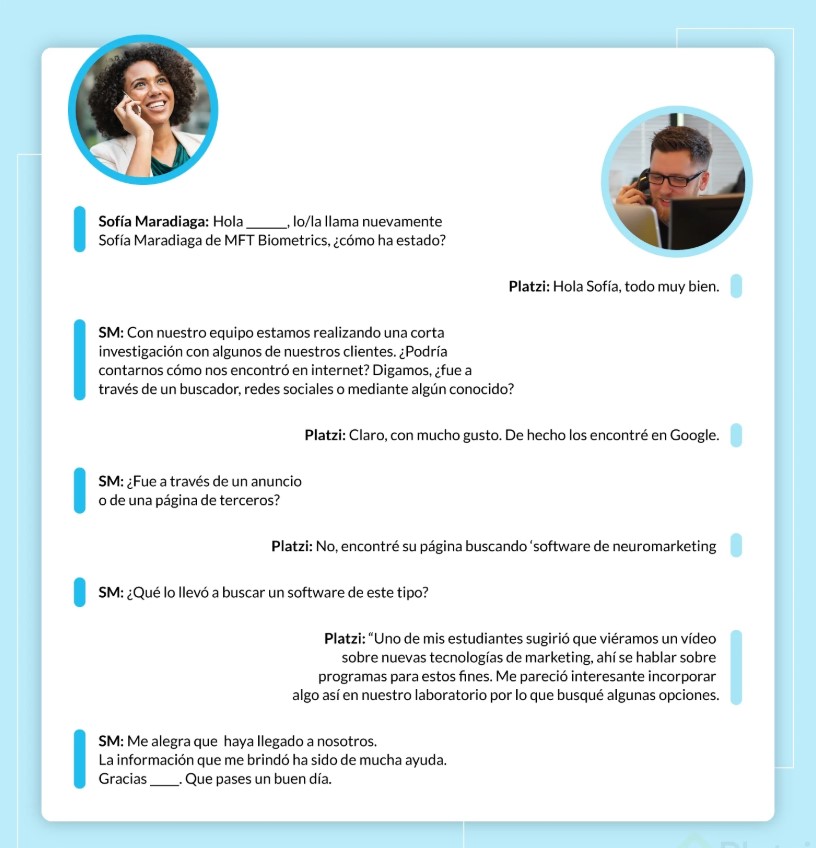 Sofía Maradiaga: Hola ______, lo/la llama nuevamente
Sofía Maradiaga de MFT Biometrics, ¿cómo ha estado?
Platzi: Hola Sofía, todo muy bien.
SM: Con nuestro equipo estamos realizando una corta
investigación con algunos de nuestros clientes. ¿Podría
contarnos cómo nos encontró en internet? Digamos, ¿fue a
través de un buscador, redes sociales o mediante algún conocido?
Platzi: Claro, con mucho gusto. De hecho los encontré en Google.
SM: ¿Fue a través de un anuncio
o de una página de terceros?
Platzi: No, encontré su página buscando ‘software de neuromarketing
SM: ¿Qué lo llevó a buscar un software de este tipo?
Platzi: “Uno de mis estudiantes sugirió que viéramos un vídeo
sobre nuevas tecnologías de marketing, ahí se hablar sobre
programas para estos fines. Me pareció interesante incorporar
algo así en nuestro laboratorio por lo que busqué algunas opciones.
SM: Me alegra que haya llegado a nosotros.
La información que me brindó ha sido de mucha ayuda.
Gracias ____. Que pases un buen día.